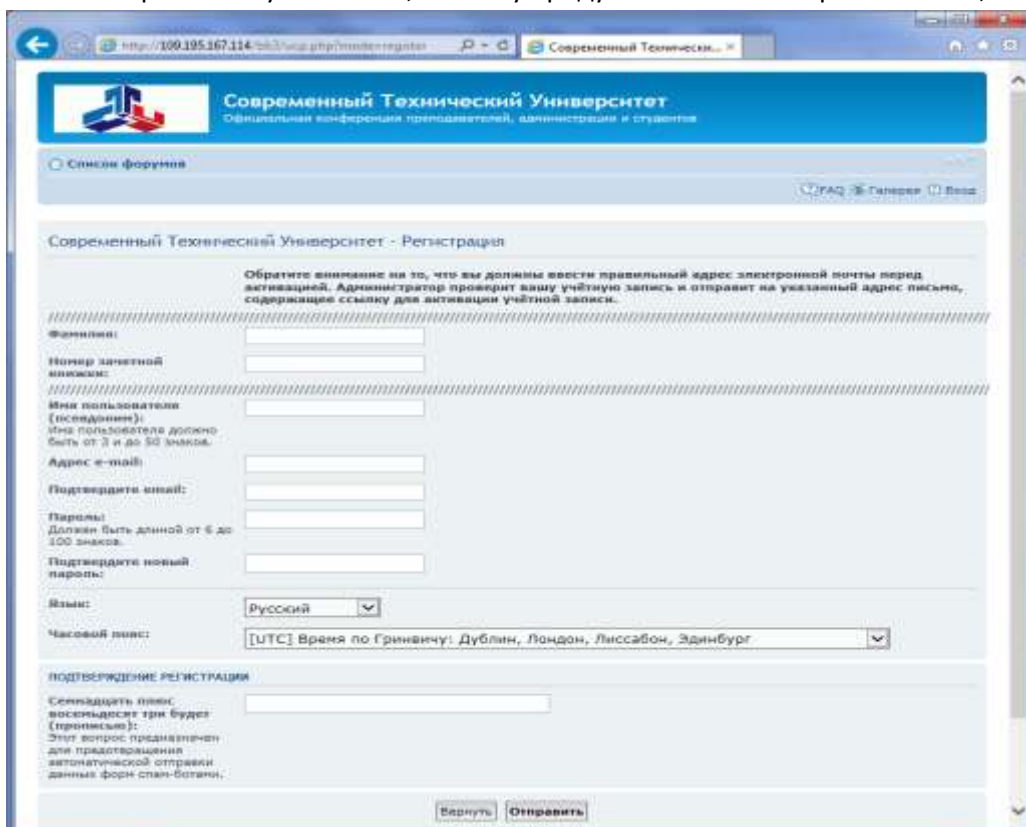 http://109.195.167.114/bb3/ucp.php?mode=register
Современный Технически...
Современный Технический Университет
Официальная конференция преподавателей, администрации и студентов
Список форумов
FAQ Галерея Вход
Современный Технический Университет - Регистрация
Обратите внимание на то, что вы должны ввести правильный адрес электронной почты перед
активацией. Администратор проверит вашу учётную запись и отправит на указанный адрес письмо,
содержащее ссылку для активации учётной записи.
Фамилия:
Номер зачетной
книжки:
Имя пользователя
(псевдоним):
Имя пользователя должно
быть от 3 и до 50 знаков.
Адрес e-mail:
Подтвердите email:
Пароль:
Должен быть длиной от 6 до
100 знаков.
Подтвердите новый
пароль:
Язык:
Русский
Часовой пояс:
[UTC] Время по Гринвичу: Дублин, Лондон, Лиссабон, Эдинбург
ПОДТВЕРЖДЕНИЕ РЕГИСТРАЦИИ
Семнадцать плюс
восемьдесят три будет
(прописью):
Этот вопрос предназначен
для предотвращения
автоматической отправки
данных форм спам-ботами.
Вернуть Отправить